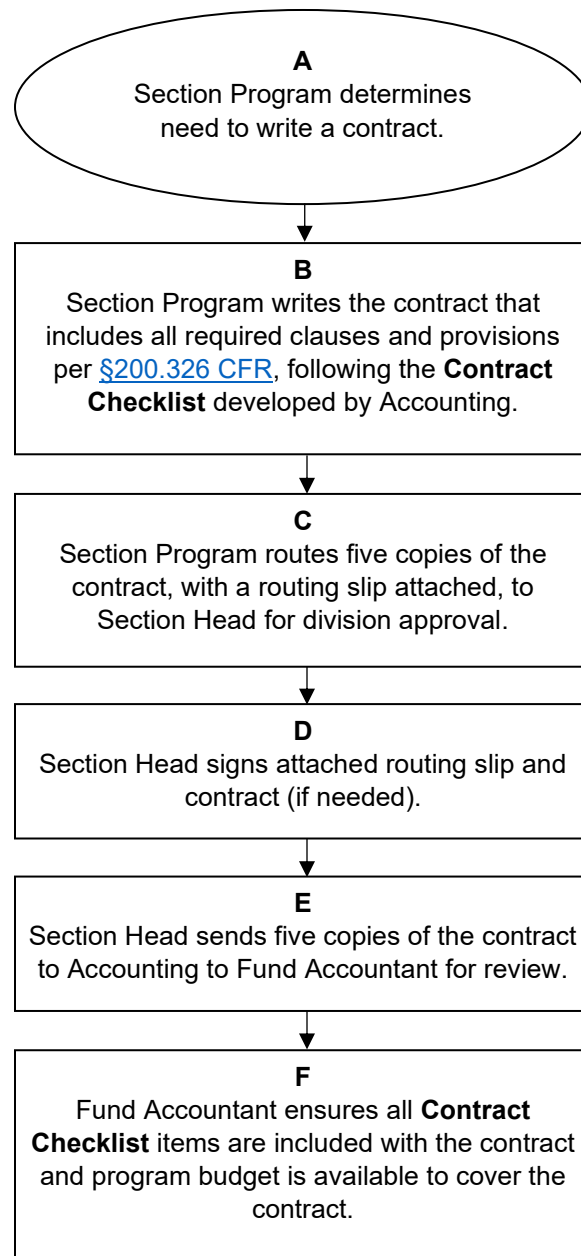 A
Section Program determines
need to write a contract.
B
Section Program writes the contract that
includes all required clauses and provisions
per §200.326 CFR, following the Contract
Checklist developed by Accounting.
C
Section Program routes five copies of the
contract, with a routing slip attached, to
Section Head for division approval.
D
Section Head signs attached routing slip and
contract (if needed).
E
Section Head sends five copies of the contract
to Accounting to Fund Accountant for review.
F
Fund Accountant ensures all Contract
Checklist items are included with the contract
and program budget is available to cover the
contract.